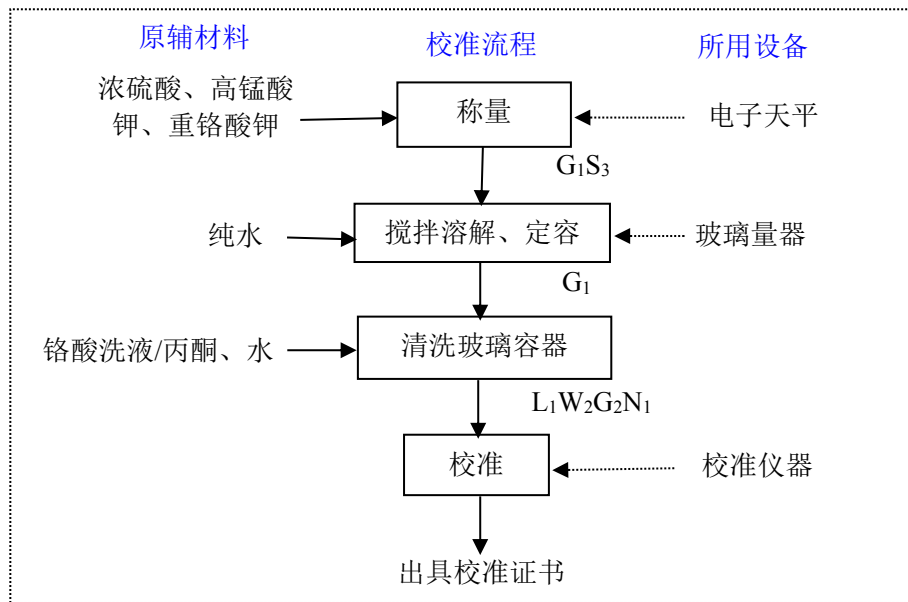 原辅材料 校准流程 所用设备
浓硫酸、高锰酸
钾、重铬酸钾
称量
电子天平
G₁S₃
纯水
搅拌溶解、定容
玻璃量器
G₁
铬酸洗液/丙酮、水
清洗玻璃容器
L₁W₂G₂N₁
校准
校准仪器
出具校准证书